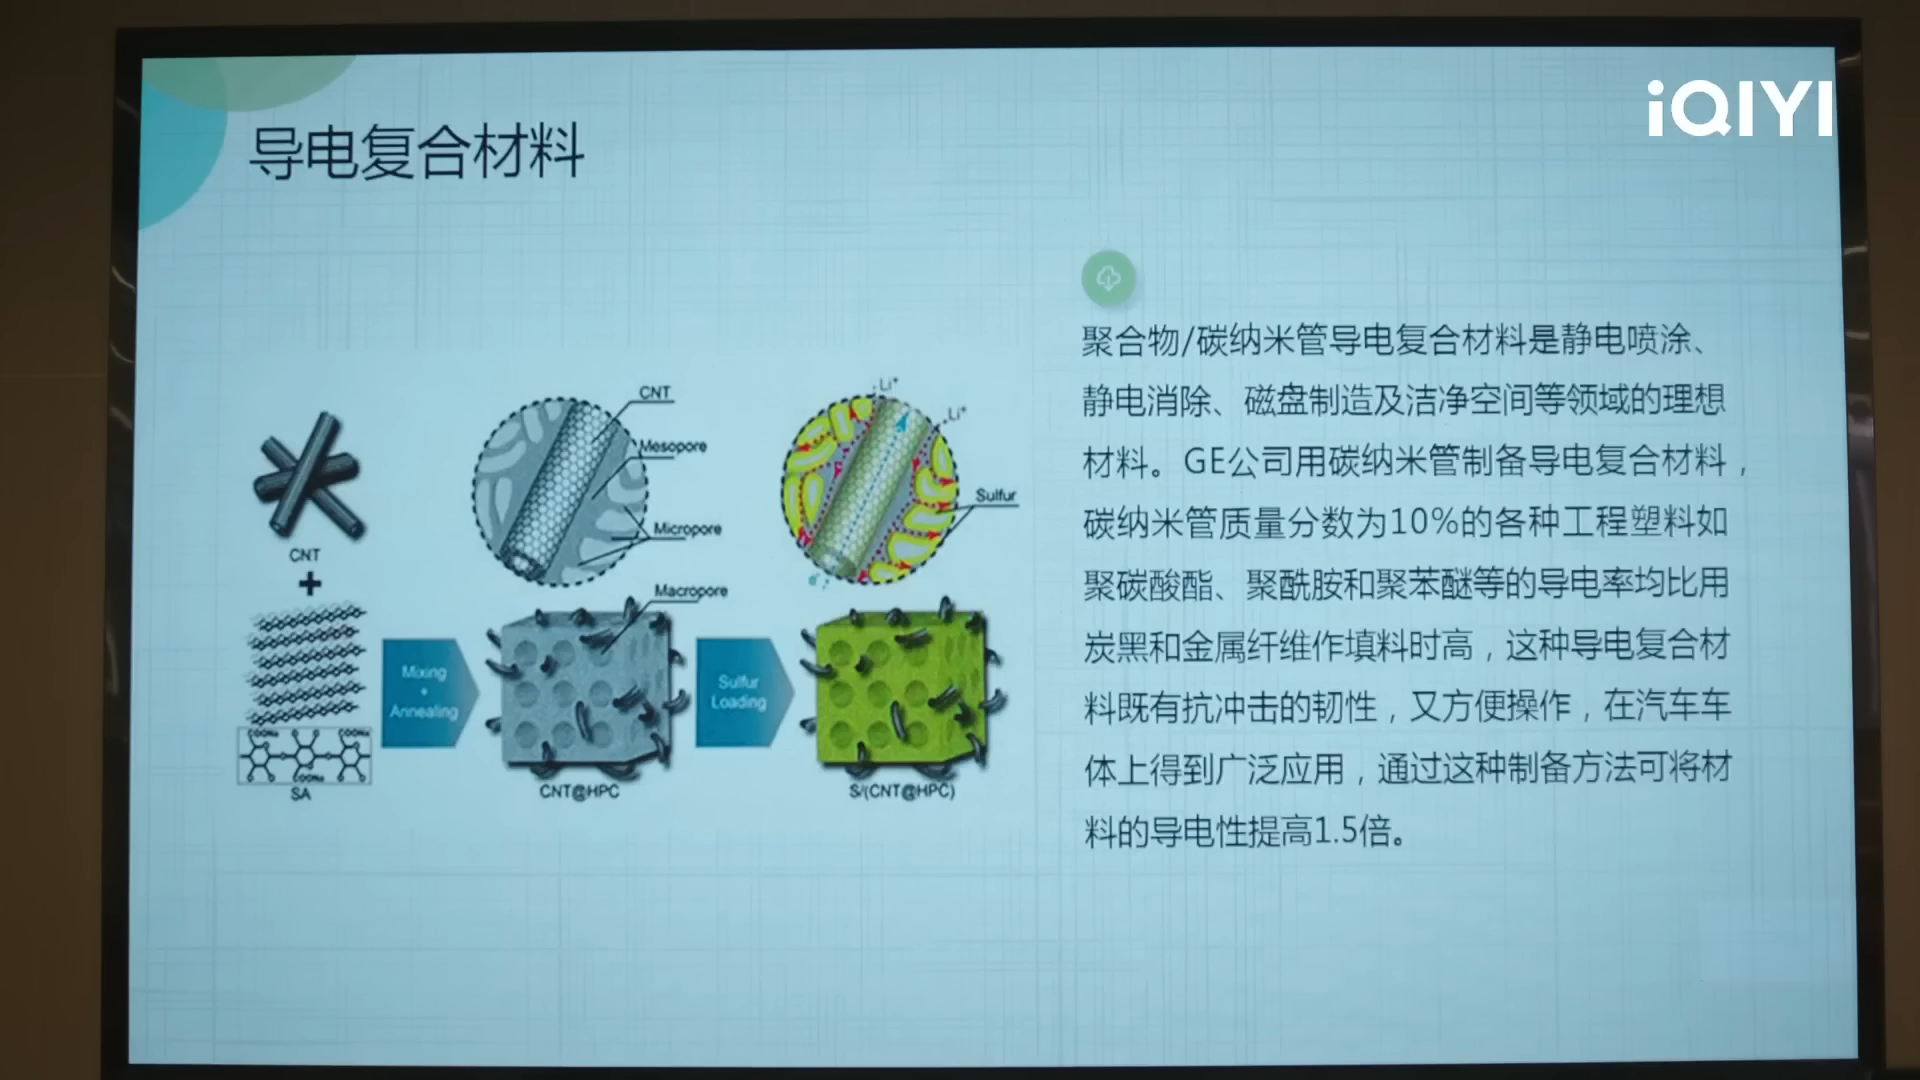 iQIYI
导电复合材料
聚合物/碳纳米管导电复合材料是静电喷涂、
静电消除、磁盘制造及洁净空间等领域的理想
材料。GE公司用碳纳米管制备导电复合材料，
碳纳米管质量分数为10%的各种工程塑料如
聚碳酸酯、聚酰胺和聚苯醚等的导电率均比用
炭黑和金属纤维作填料时高，这种导电复合材
料既有抗冲击的韧性，又方便操作，在汽车车
体上得到广泛应用，通过这种制备方法可将材
料的导电性提高1.5倍。
CNT
+
COONa
COONa
COONa
SA
Mixing
+
Annealing
CNT
Mesopore
Micropore
Macropore
CNT@HPC
Sulfur
Loading
Li⁺
Li⁺
Sulfur
e⁻
S/(CNT@HPC)